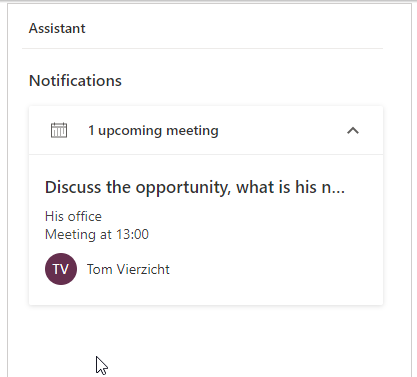 Assistant
Notifications
1 upcoming meeting
Discuss the opportunity, what is his n...
His office
Meeting at 13:00
TV Tom Vierzicht